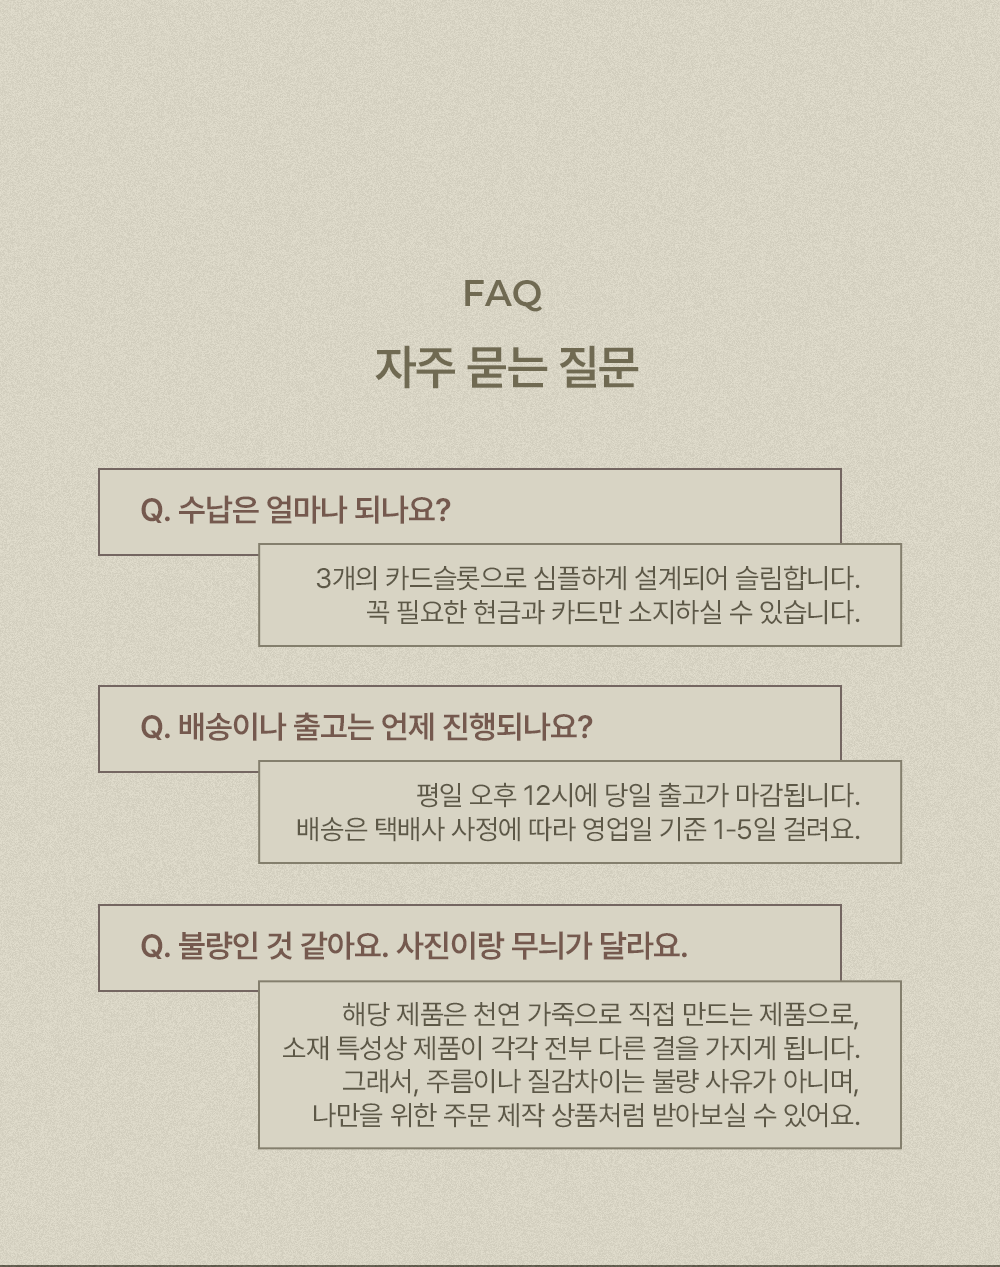 FAQ
자주 묻는 질문
Q. 수납은 얼마나 되나요?
3개의 카드슬롯으로 심플하게 설계되어 슬림합니다.
꼭 필요한 현금과 카드만 소지하실 수 있습니다.
Q. 배송이나 출고는 언제 진행되나요?
평일 오후 12시에 당일 출고가 마감됩니다.
배송은 택배사 사정에 따라 영업일 기준 1-5일 걸려요.
Q. 불량인 것 같아요. 사진이랑 무늬가 달라요.
해당 제품은 천연 가죽으로 직접 만드는 제품으로,
소재 특성상 제품이 각각 전부 다른 결을 가지게 됩니다.
그래서, 주름이나 질감차이는 불량 사유가 아니며,
나만을 위한 주문 제작 상품처럼 받아보실 수 있어요.